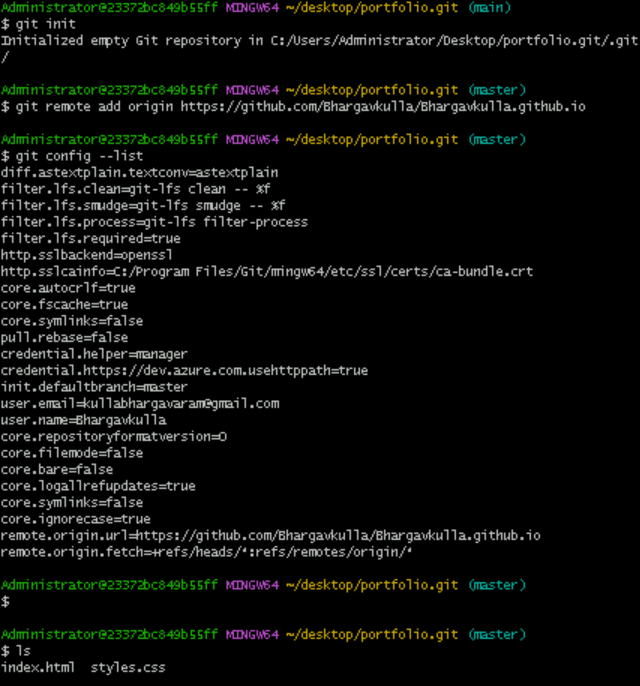 Administrator@23372bc849b55ff MINGW64 ~/desktop/portfolio.git (main)
$ git init
Initialized empty Git repository in C:/Users/Administrator/Desktop/portfolio.git/.git
/
Administrator@23372bc849b55ff MINGW64 ~/desktop/portfolio.git (master)
$ git remote add origin https://github.com/Bhargavkulla/Bhargavkulla.github.io
Administrator@23372bc849b55ff MINGW64 ~/desktop/portfolio.git (master)
$ git config --list
diff.astextplain.textconv=astextplain
filter.lfs.clean=git-lfs clean -- %f
filter.lfs.smudge=git-lfs smudge -- %f
filter.lfs.process=git-lfs filter-process
filter.lfs.required=true
http.sslbackend=openssl
http.sslcainfo=C:/Program Files/Git/mingw64/etc/ssl/certs/ca-bundle.crt
core.autocrlf=true
core.fscache=true
core.symlinks=false
pull.rebase=false
credential.helper=manager
credential.https://dev.azure.com.usehttppath=true
init.defaultbranch=master
user.email=kullabhargavaram@gmail.com
user.name=Bhargavkulla
core.repositoryformatversion=0
core.filemode=false
core.bare=false
core.logallrefupdates=true
core.symlinks=false
core.ignorecase=true
remote.origin.url=https://github.com/Bhargavkulla/Bhargavkulla.github.io
remote.origin.fetch=+refs/heads/*:refs/remotes/origin/*
Administrator@23372bc849b55ff MINGW64 ~/desktop/portfolio.git (master)
$
Administrator@23372bc849b55ff MINGW64 ~/desktop/portfolio.git (master)
$ ls
index.html  styles.css